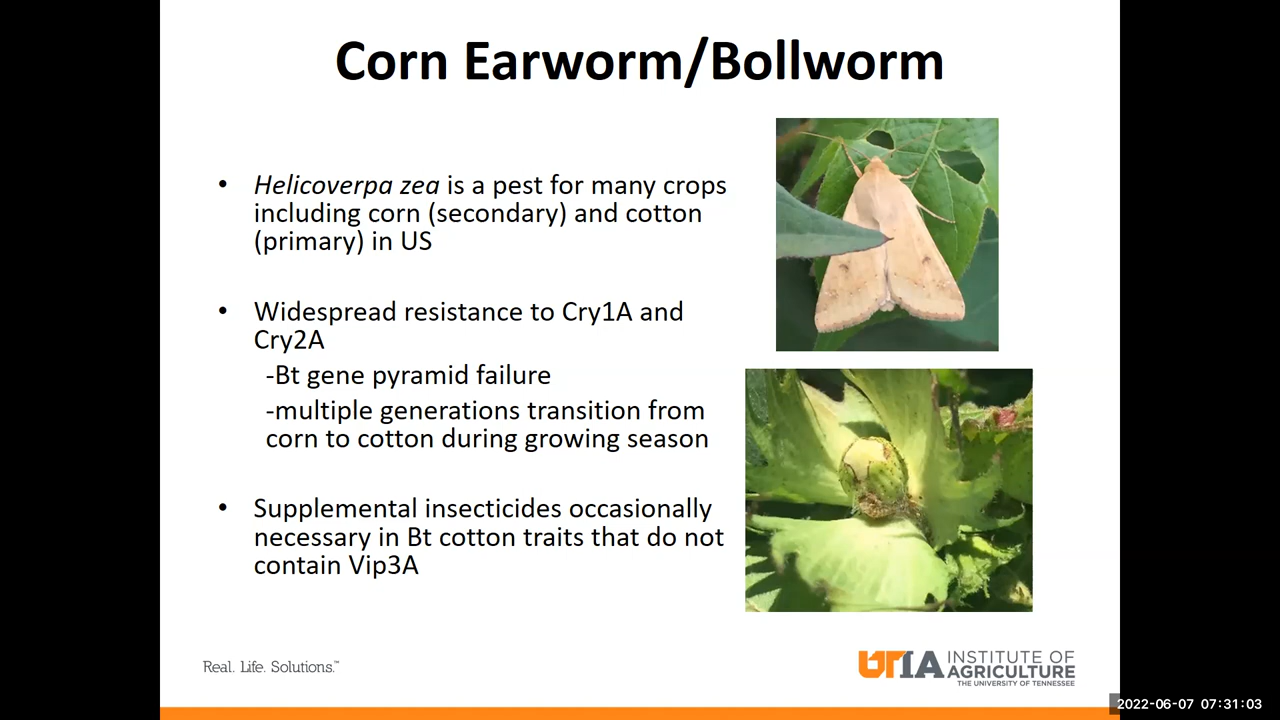 Corn Earworm/Bollworm
• Helicoverpa zea is a pest for many crops
including corn (secondary) and cotton
(primary) in US
• Widespread resistance to Cry1A and
Cry2A
-Bt gene pyramid failure
-multiple generations transition from
corn to cotton during growing season
• Supplemental insecticides occasionally
necessary in Bt cotton traits that do not
contain Vip3A
Real. Life. Solutions.™
UTIA INSTITUTE OF
AGRICULTURE
THE UNIVERSITY OF TENNESSEE
2022-06-07 07:31:03